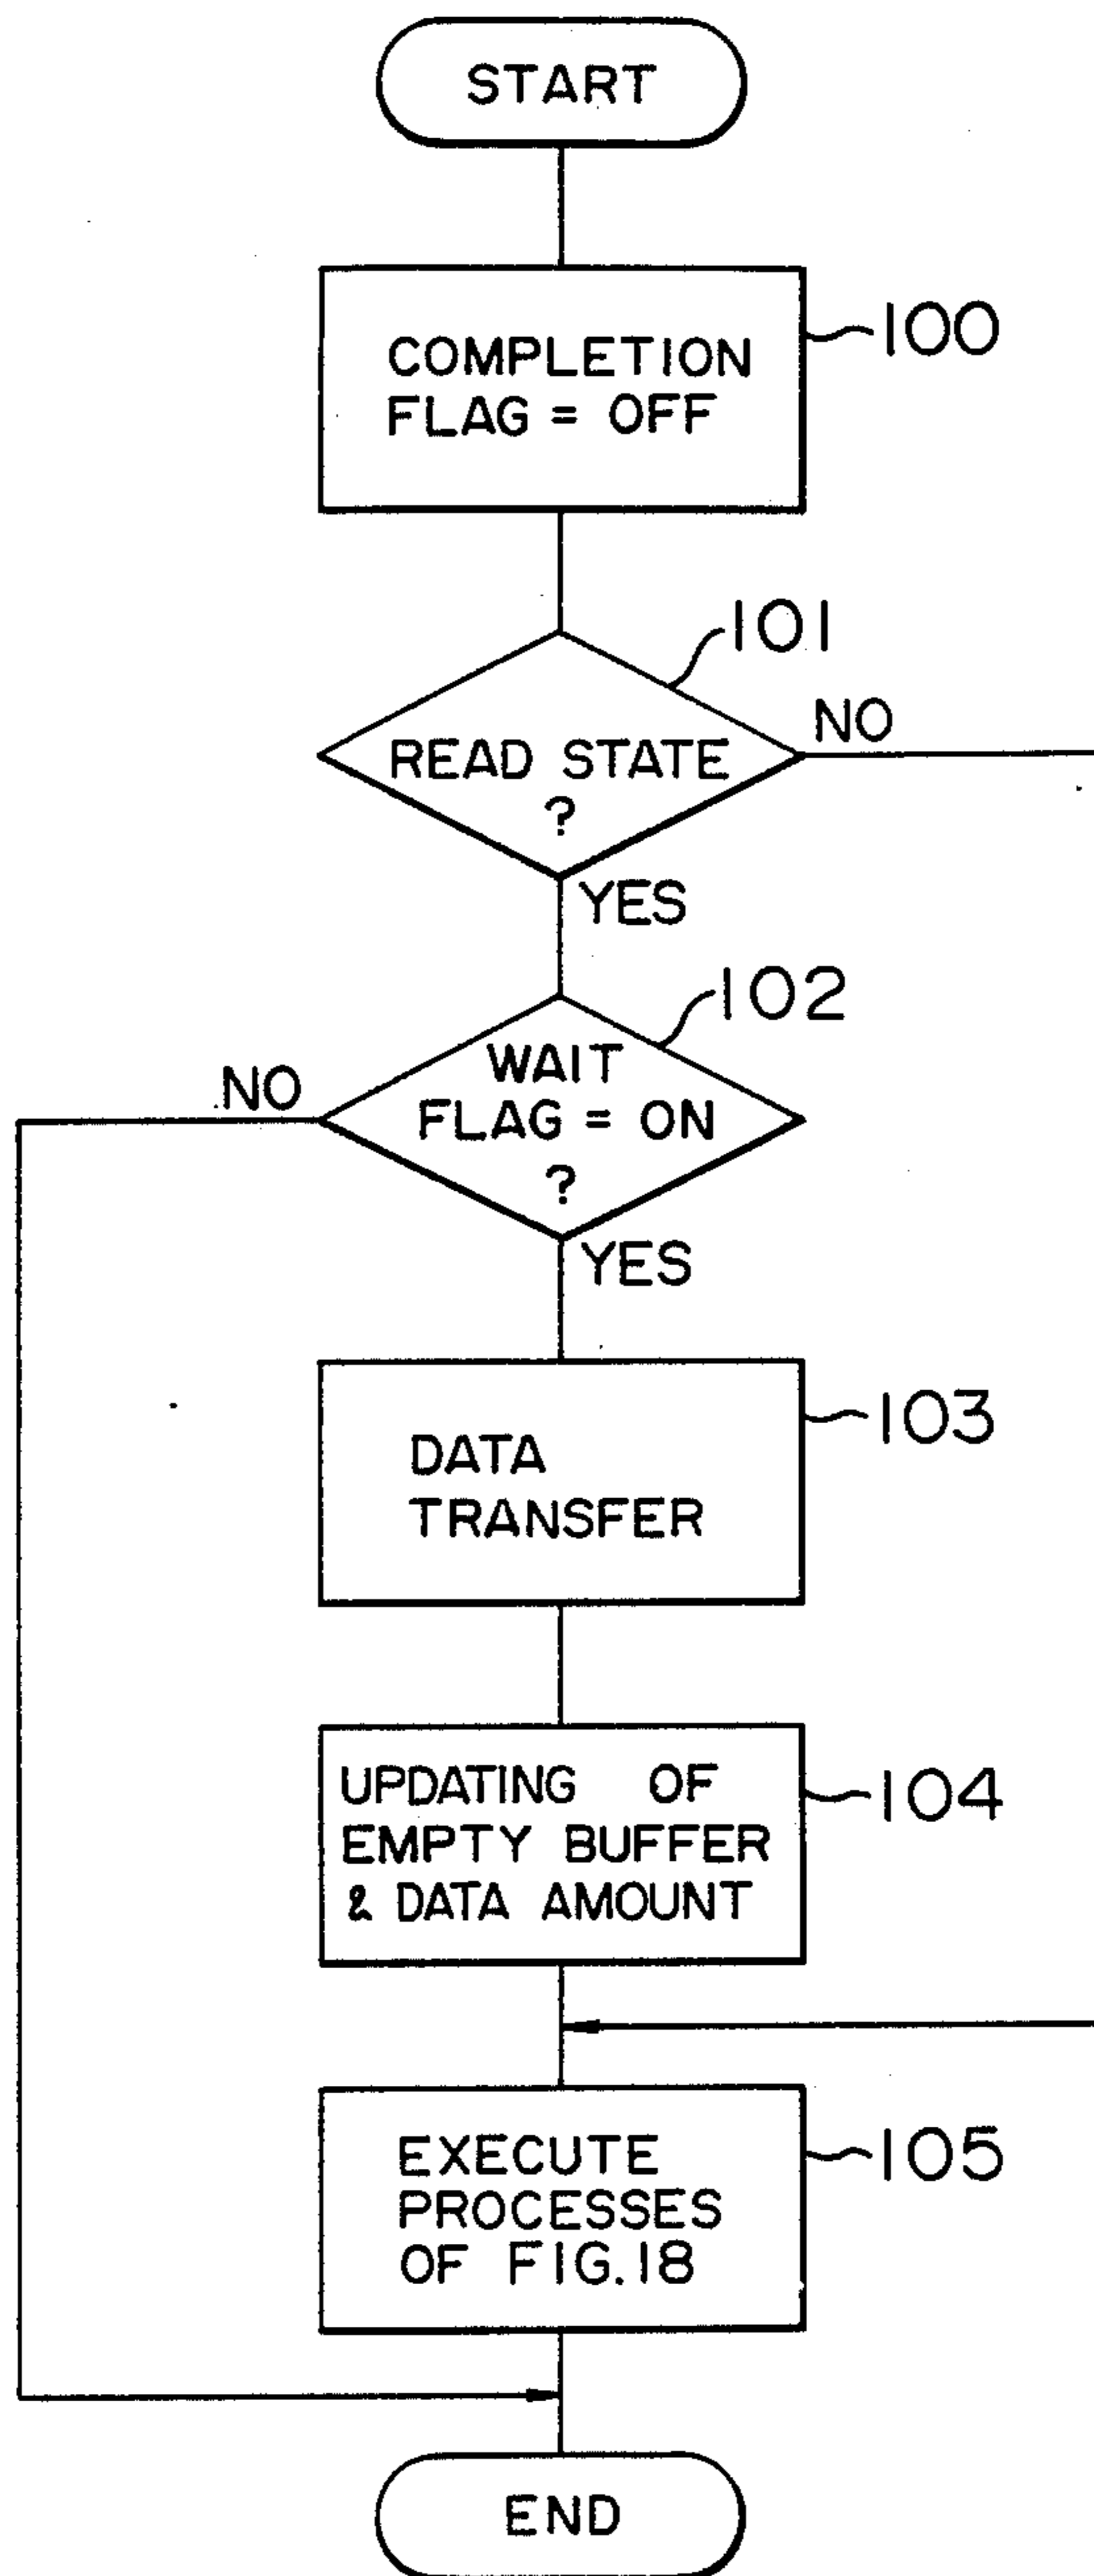 START
COMPLETION
FLAG = OFF
100
101
READ STATE
?
NO
YES
102
WAIT
FLAG = ON
?
NO
YES
DATA
TRANSFER
103
UPDATING OF
EMPTY BUFFER
& DATA AMOUNT
104
EXECUTE
PROCESSES
OF FIG.18
105
END